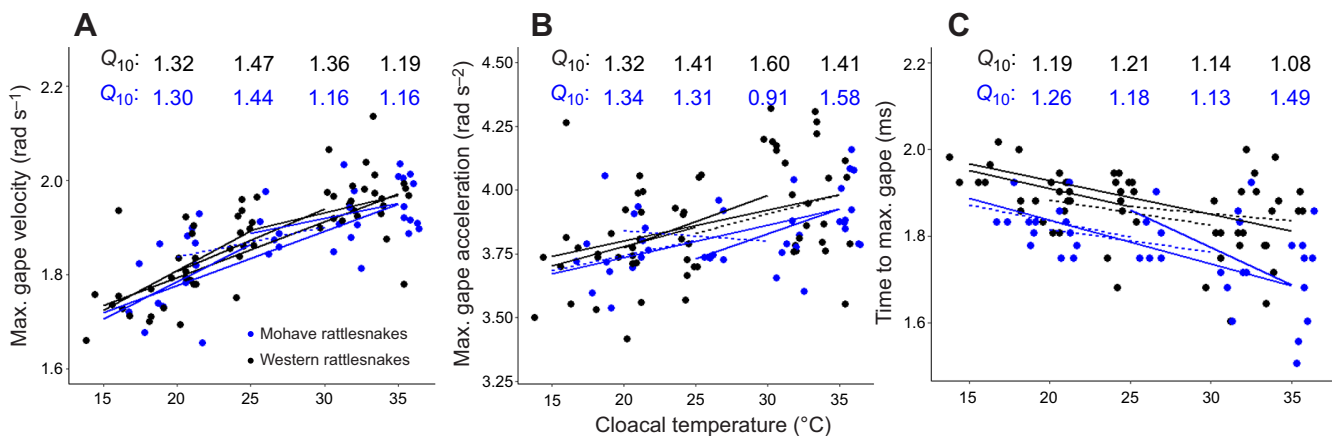 A
Q10: 1.32 1.47 1.36 1.19
Q10: 1.30 1.44 1.16 1.16
Max. gape velocity (rad s–1)
2.2
2.0
1.8
1.6
Mohave rattlesnakes
Western rattlesnakes
15 20 25 30 35
B
Q10: 1.32 1.41 1.60 1.41
Q10: 1.34 1.31 0.91 1.58
Max. gape acceleration (rad s–2)
4.50
4.25
4.00
3.75
3.50
3.25
15 20 25 30 35
Cloacal temperature (°C)
C
Q10: 1.19 1.21 1.14 1.08
Q10: 1.26 1.18 1.13 1.49
Time to max. gape (ms)
2.2
2.0
1.8
1.6
15 20 25 30 35